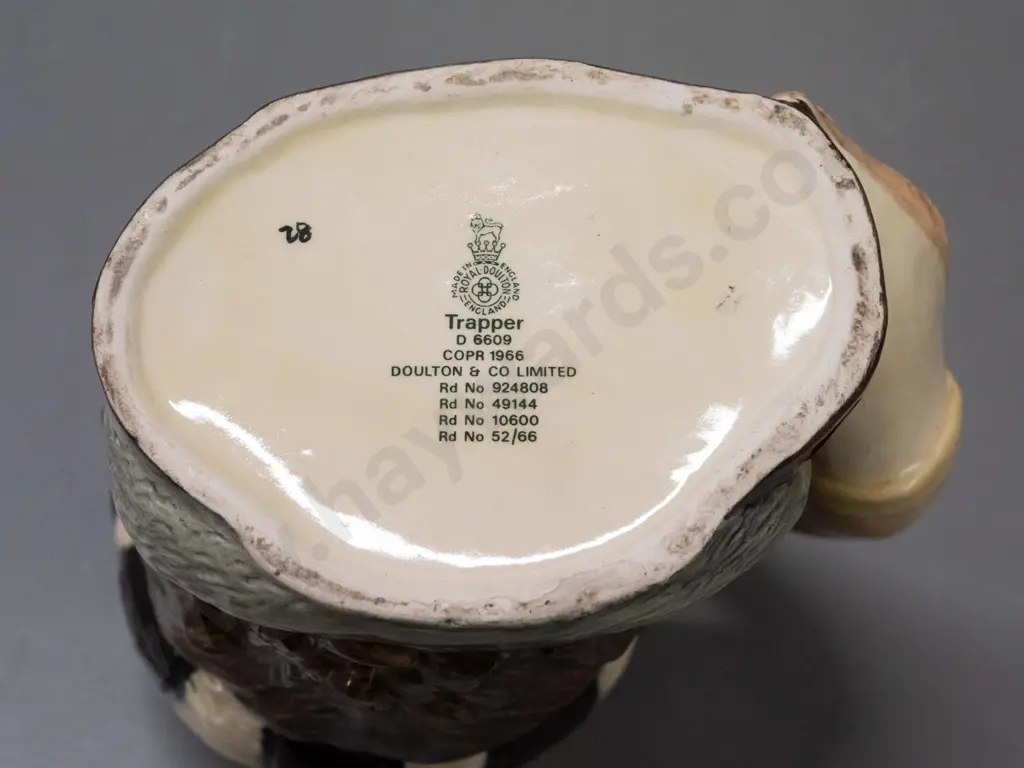 28
MADE IN ENGLAND
ROYAL DOULTON
ENGLAND
Trapper
D 6609
COPR 1966
DOULTON & CO LIMITED
Rd No 924808
Rd No 49144
Rd No 10600
Rd No 52/66